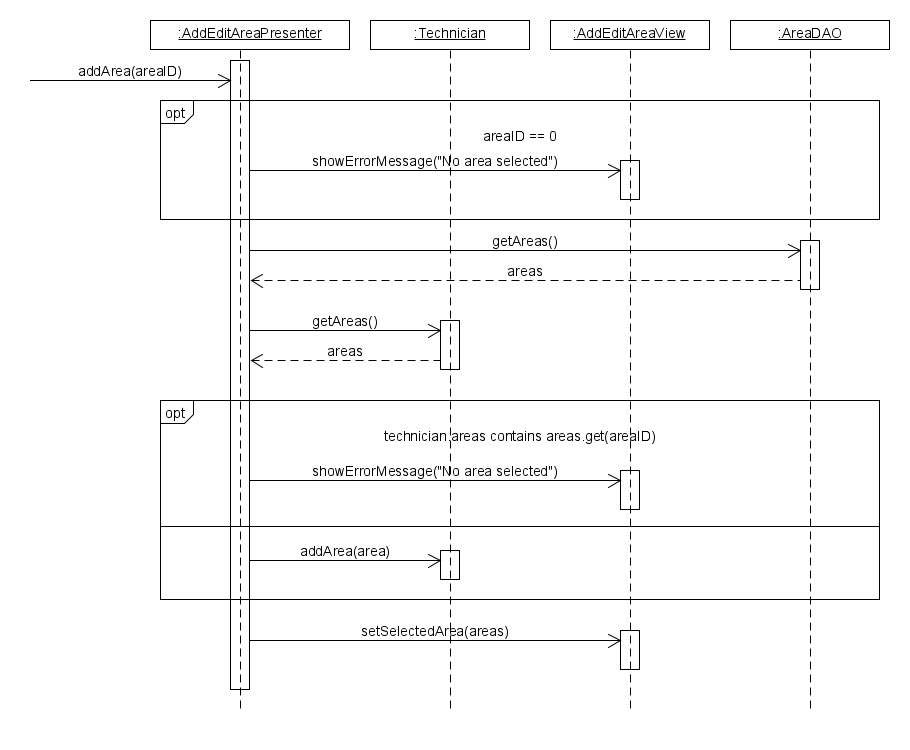 :AddEditAreaPresenter
:Technician
:AddEditAreaView
:AreaDAO
addArea(areaID)
opt
areaID == 0
showErrorMessage("No area selected")
getAreas()
areas
getAreas()
areas
opt
technician.areas contains areas.get(areaID)
showErrorMessage("No area selected")
addArea(area)
setSelectedArea(areas)